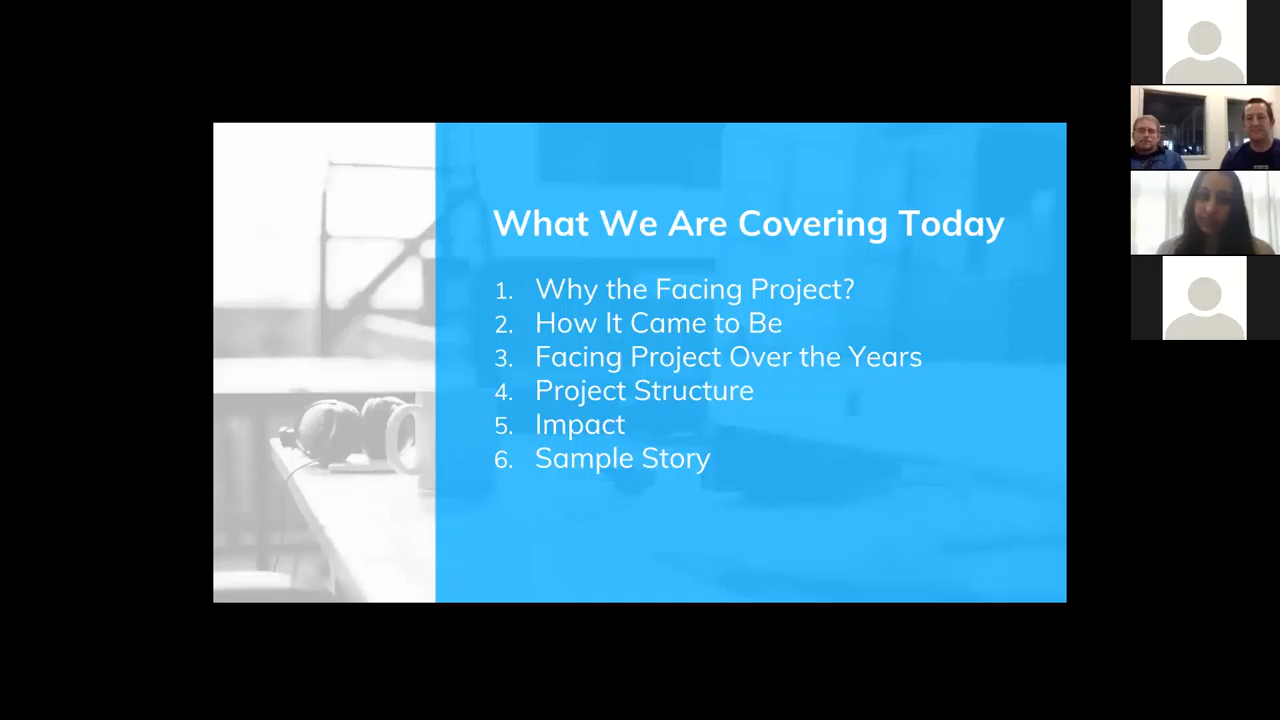 What We Are Covering Today
1. Why the Facing Project?
2. How It Came to Be
3. Facing Project Over the Years
4. Project Structure
5. Impact
6. Sample Story